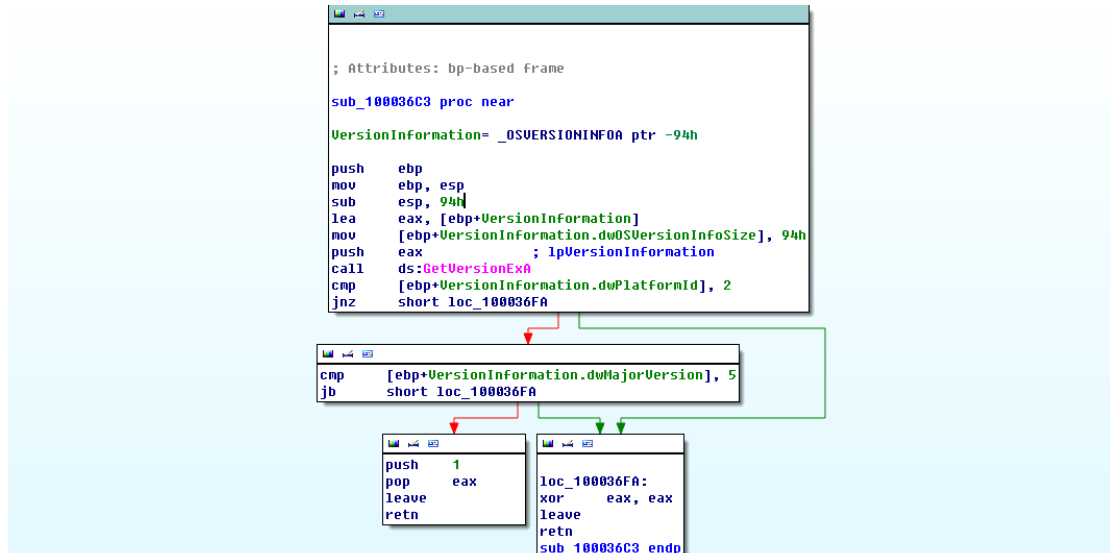 ; Attributes: bp-based frame
sub_100036C3 proc near
VersionInformation= _OSVERSIONINFOA ptr -94h
push ebp
mov ebp, esp
sub esp, 94h
lea eax, [ebp+VersionInformation]
mov [ebp+VersionInformation.dwOSVersionInfoSize], 94h
push eax ; lpVersionInformation
call ds:GetVersionExA
cmp [ebp+VersionInformation.dwPlatformId], 2
jnz short loc_100036FA
cmp [ebp+VersionInformation.dwMajorVersion], 5
jb short loc_100036FA
push 1
pop eax
leave
retn
loc_100036FA:
xor eax, eax
leave
retn
sub_100036C3 endp